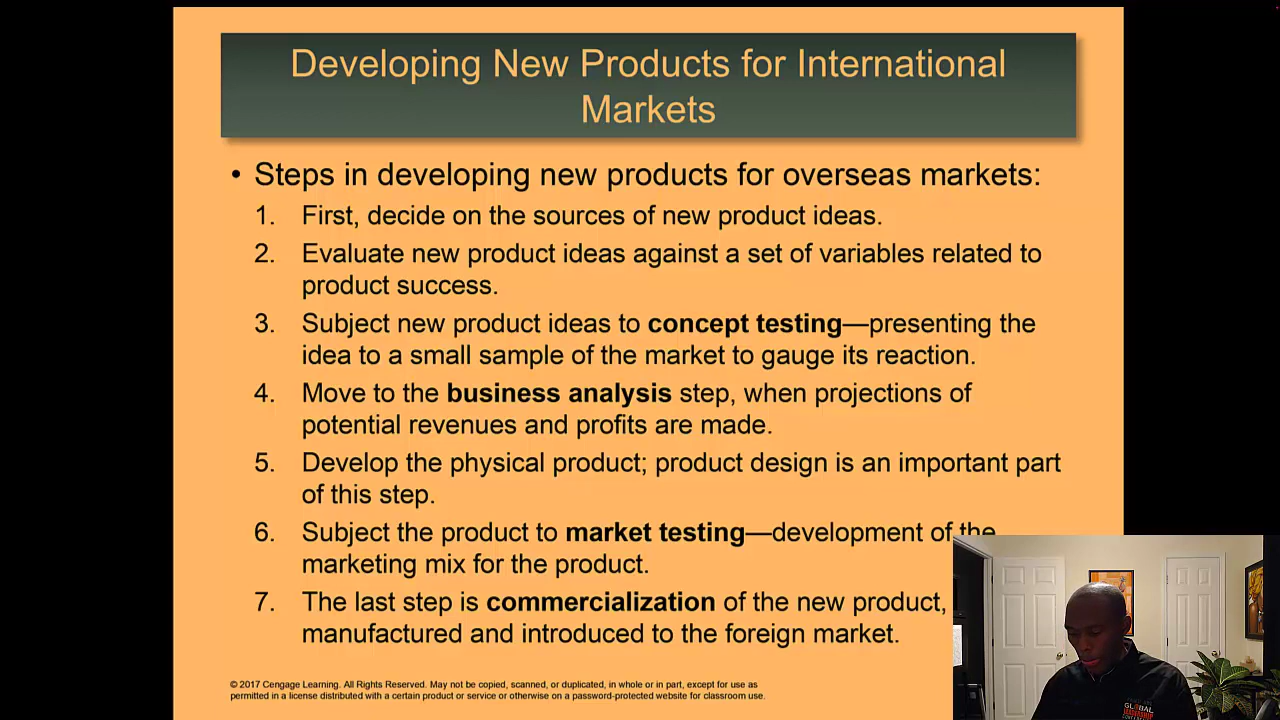 Developing New Products for International
Markets
• Steps in developing new products for overseas markets:
1. First, decide on the sources of new product ideas.
2. Evaluate new product ideas against a set of variables related to
product success.
3. Subject new product ideas to concept testing—presenting the
idea to a small sample of the market to gauge its reaction.
4. Move to the business analysis step, when projections of
potential revenues and profits are made.
5. Develop the physical product; product design is an important part
of this step.
6. Subject the product to market testing—development of the
marketing mix for the product.
7. The last step is commercialization of the new product,
manufactured and introduced to the foreign market.
© 2017 Cengage Learning. All Rights Reserved. May not be copied, scanned, or duplicated, in whole or in part, except for use as
permitted in a license distributed with a certain product or service or otherwise on a password-protected website for classroom use.
GLOBAL
LEADERSHIP